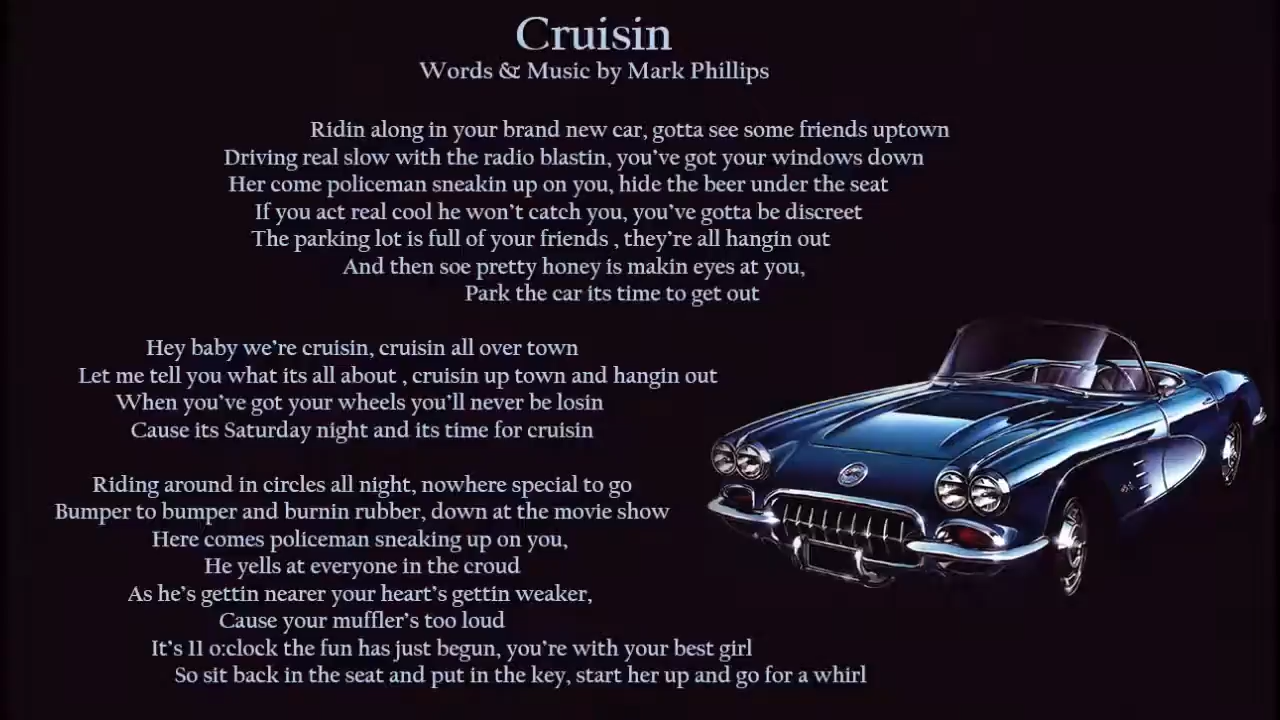 Cruisin
Words & Music by Mark Phillips
Ridin along in your brand new car, gotta see some friends uptown
Driving real slow with the radio blastin, you've got your windows down
Her come policeman sneakin up on you, hide the beer under the seat
If you act real cool he won't catch you, you've gotta be discreet
The parking lot is full of your friends , they're all hangin out
And then soe pretty honey is makin eyes at you,
Park the car its time to get out
Hey baby we're cruisin, cruisin all over town
Let me tell you what its all about , cruisin up town and hangin out
When you've got your wheels you'll never be losin
Cause its Saturday night and its time for cruisin
Riding around in circles all night, nowhere special to go
Bumper to bumper and burnin rubber, down at the movie show
Here comes policeman sneaking up on you,
He yells at everyone in the croud
As he's gettin nearer your heart's gettin weaker,
Cause your muffler's too loud
It's 11 o:clock the fun has just begun, you're with your best girl
So sit back in the seat and put in the key, start her up and go for a whirl